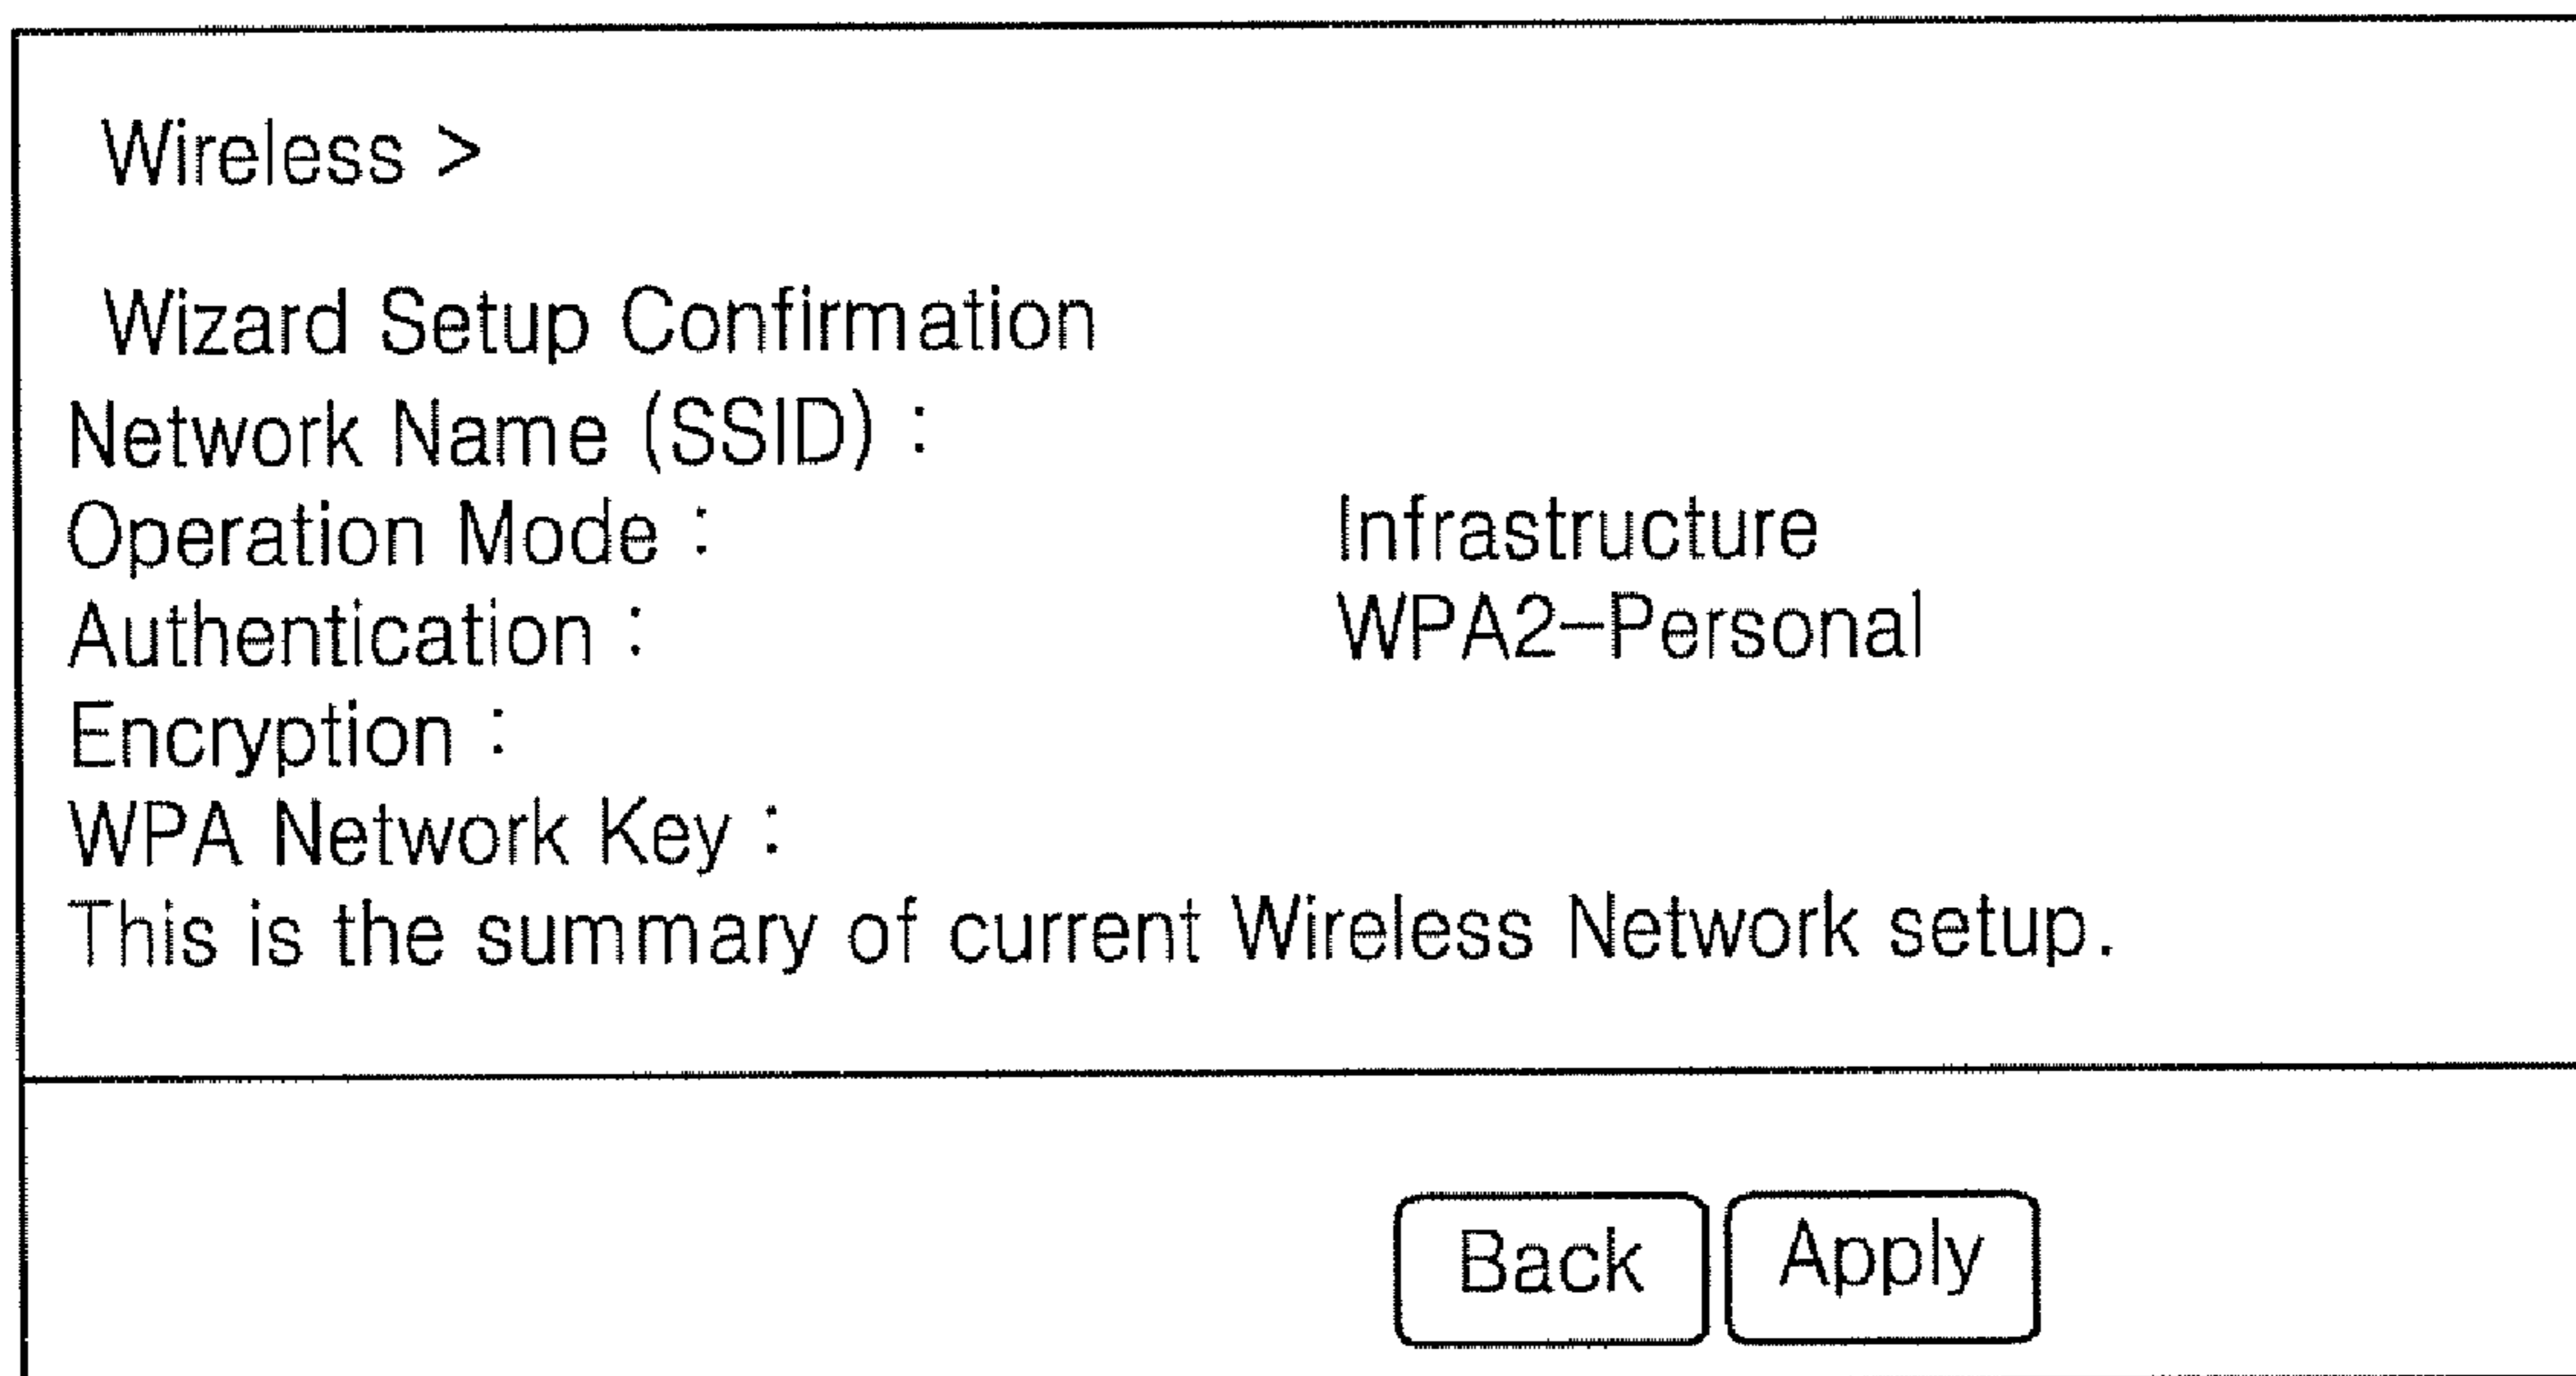 Wireless >
Wizard Setup Confirmation
Network Name (SSID) :
Operation Mode : Infrastructure
Authentication : WPA2-Personal
Encryption :
WPA Network Key :
This is the summary of current Wireless Network setup.
Back Apply